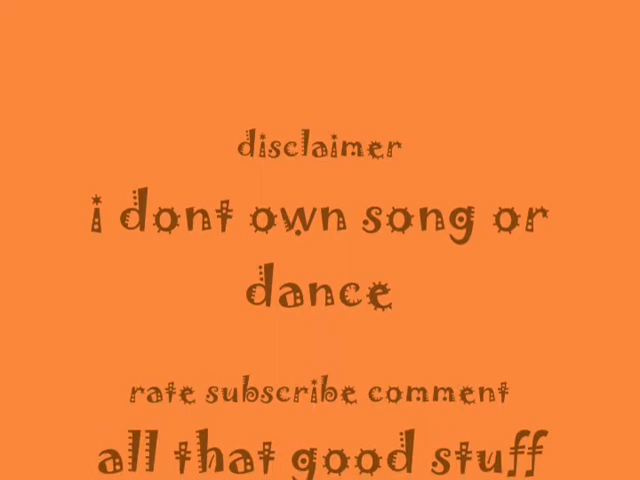 disclaimer
i dont own song or
dance
rate subscribe comment
all that good stuff